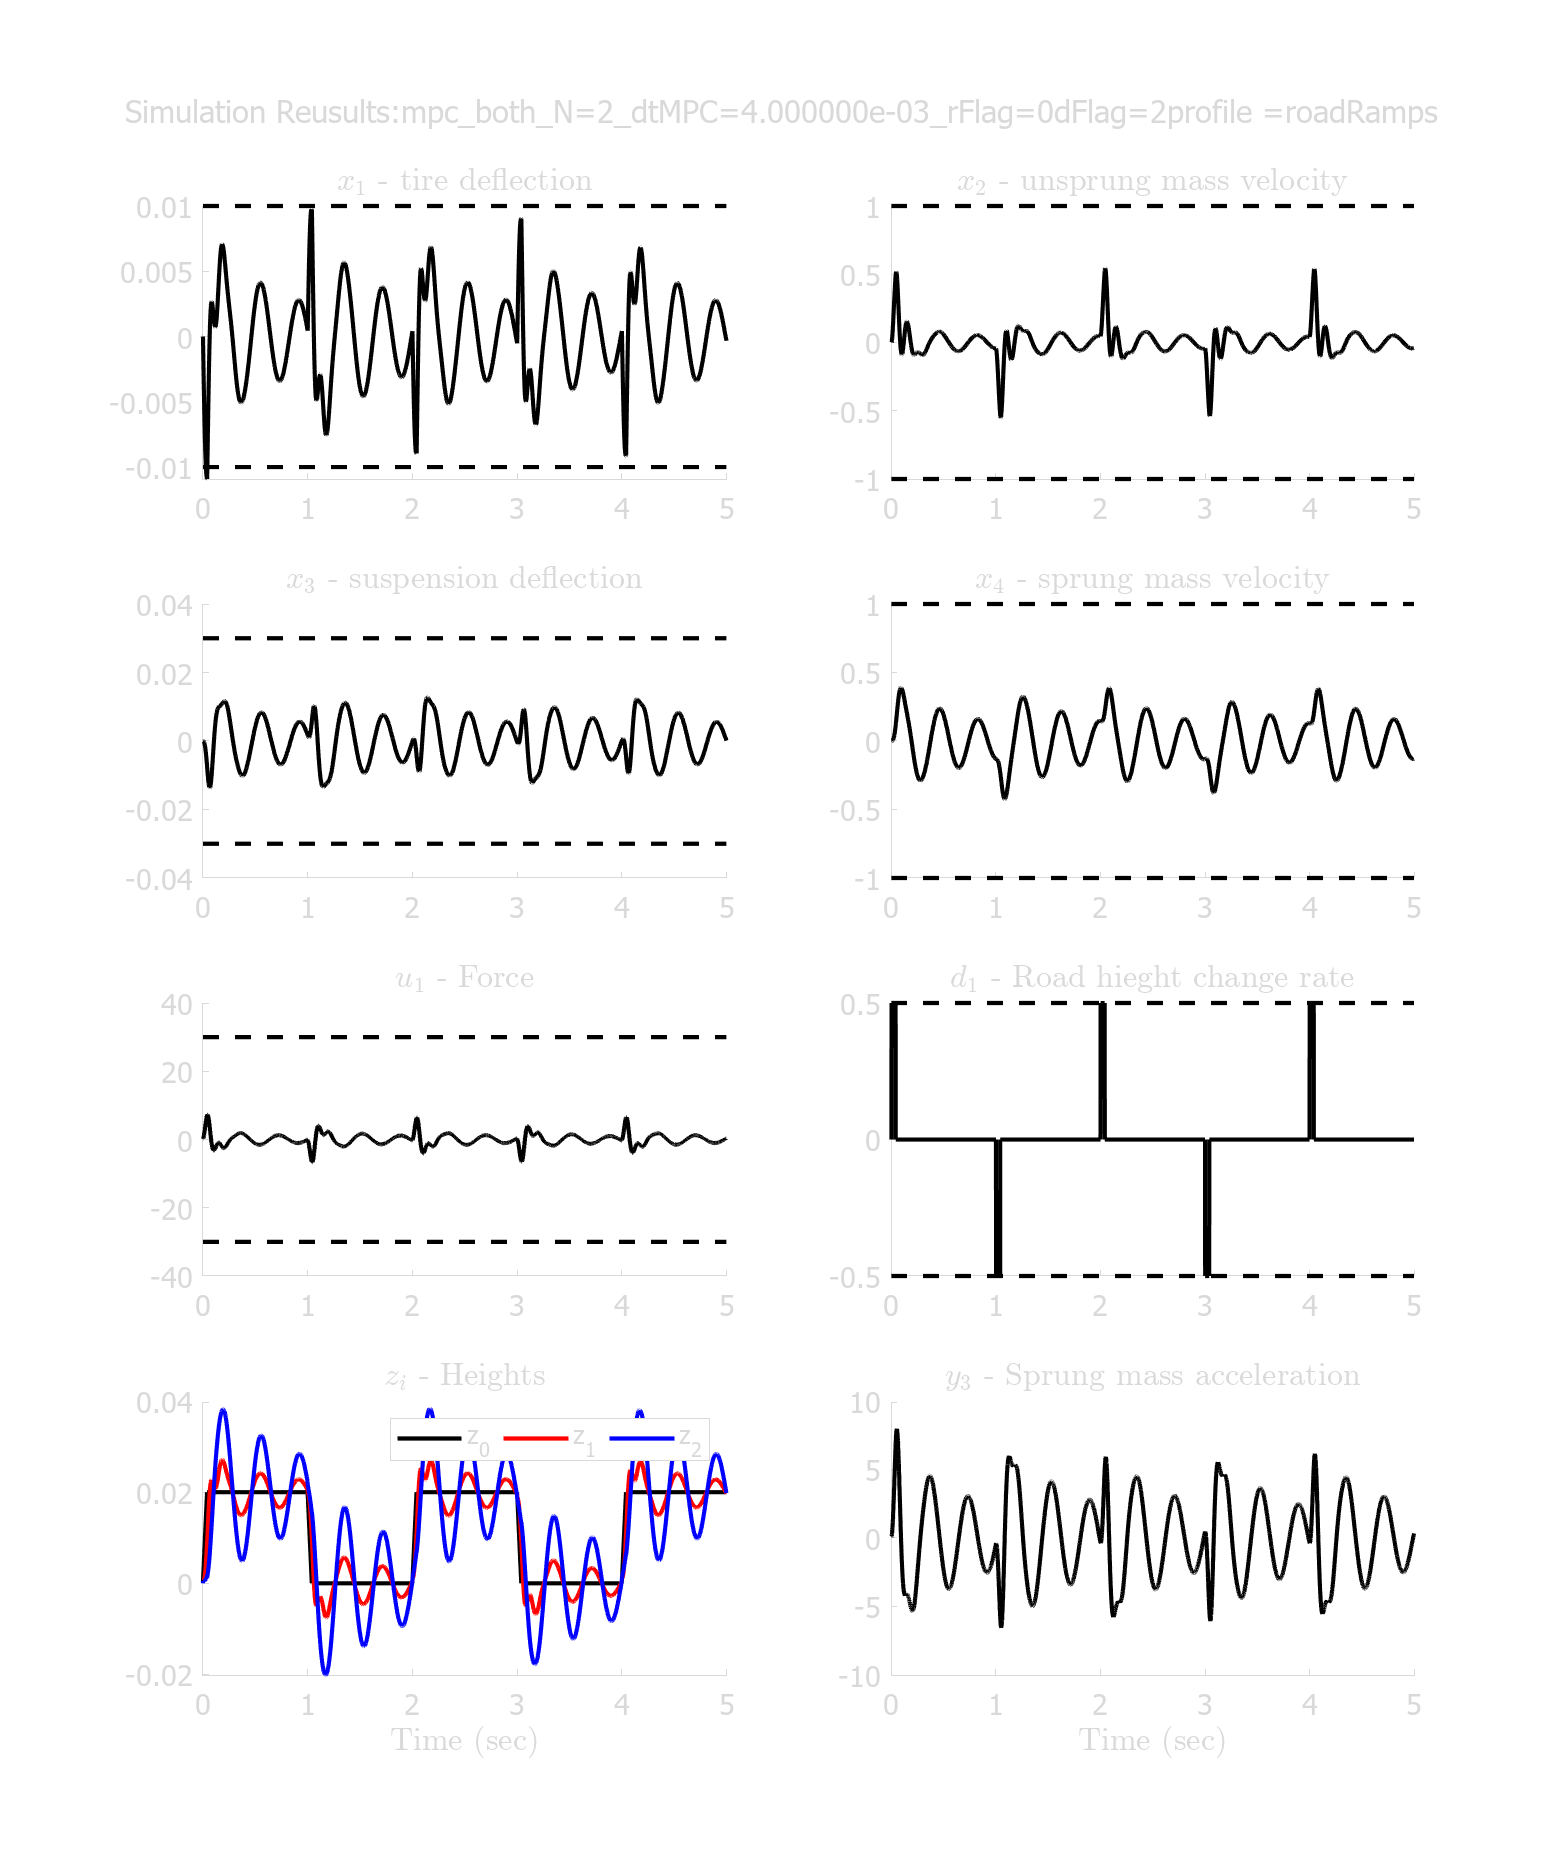 Simulation Reusults:mpc_both_N=2_dtMPC=4.000000e-03_rFlag=0dFlag=2profile =roadRamps
x1 - tire deflection
0.01
0.005
0
-0.005
-0.01
0 1 2 3 4 5
x2 - unsprung mass velocity
1
0.5
0
-0.5
-1
0 1 2 3 4 5
x3 - suspension deflection
0.04
0.02
0
-0.02
-0.04
0 1 2 3 4 5
x4 - sprung mass velocity
1
0.5
0
-0.5
-1
0 1 2 3 4 5
u1 - Force
40
20
0
-20
-40
0 1 2 3 4 5
d1 - Road hieght change rate
0.5
0
-0.5
0 1 2 3 4 5
zi - Heights
0.04
0.02
0
-0.02
z0 z1 z2
0 1 2 3 4 5
Time (sec)
y3 - Sprung mass acceleration
10
5
0
-5
-10
0 1 2 3 4 5
Time (sec)